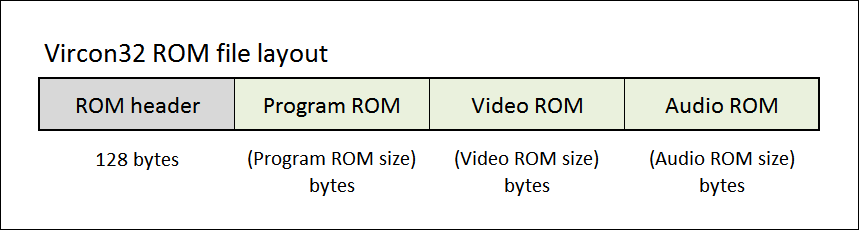 Vircon32 ROM file layout
ROM header Program ROM Video ROM Audio ROM
128 bytes (Program ROM size) (Video ROM size) (Audio ROM size)
bytes bytes bytes